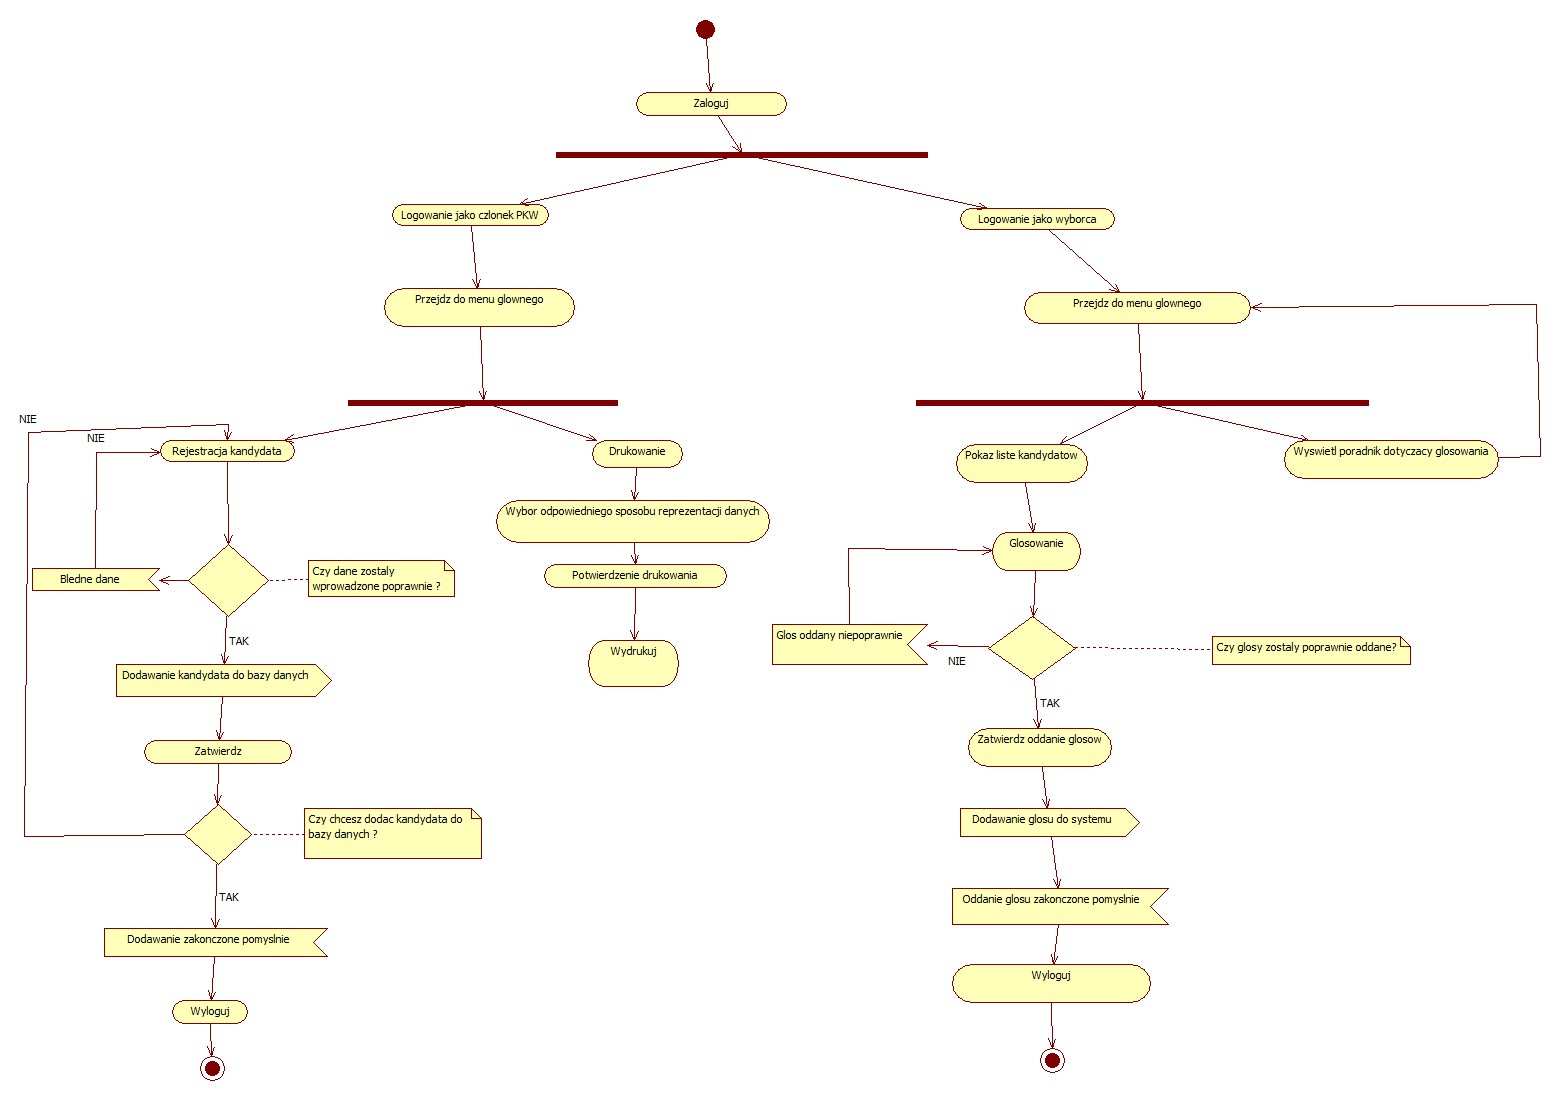 Zaloguj
Logowanie jako członek PKW
Logowanie jako wyborca
Przejdz do menu glownego
Przejdz do menu glownego
NIE
NIE
Rejestracja kandydata
Drukowanie
Pokaz liste kandydatow
Wyswietl poradnik dotyczacy glosowania
Wybor odpowiedniego sposobu reprezentacji danych
Glosowanie
Bledne dane
Czy dane zostaly
wprowadzone poprawnie ?
Potwierdzenie drukowania
TAK
Wydrukuj
Glos oddany niepoprawnie
NIE
Czy glosy zostaly poprawnie oddane?
Dodawanie kandydata do bazy danych
TAK
Zatwierdz
Zatwierdz oddanie glosow
Czy chcesz dodac kandydata do
bazy danych ?
Dodawanie glosu do systemu
TAK
Oddanie glosu zakonczone pomyslnie
Dodawanie zakonczone pomyslnie
Wyloguj
Wyloguj